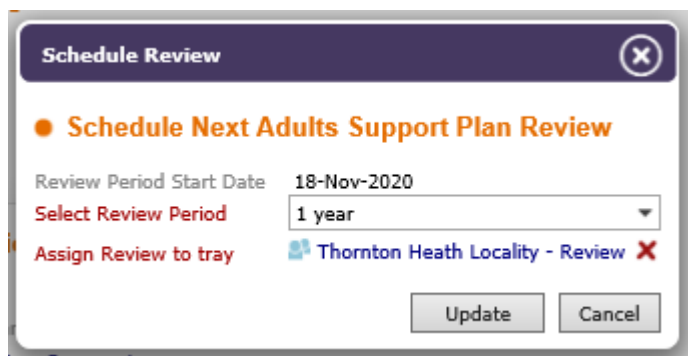 Schedule Review
Schedule Next Adults Support Plan Review
Review Period Start Date 18-Nov-2020
Select Review Period 1 year
Assign Review to tray Thornton Heath Locality - Review
Update Cancel